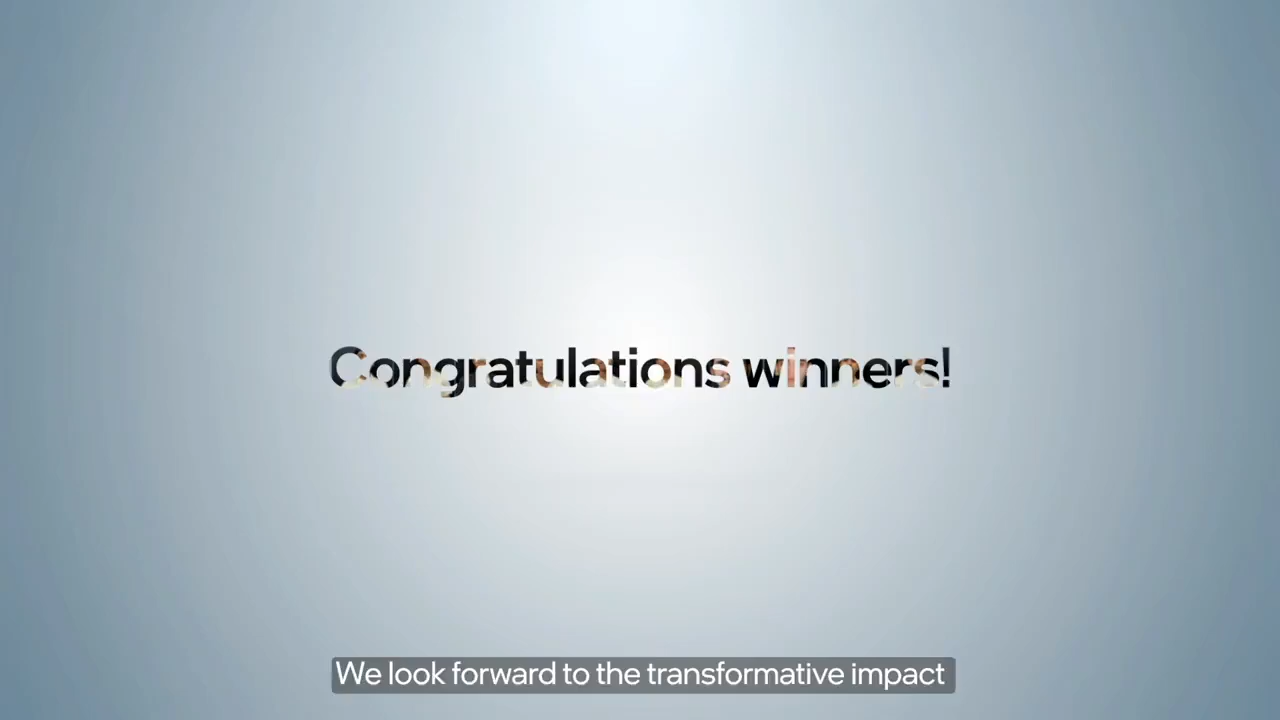 Congratulations winners!
We look forward to the transformative impact